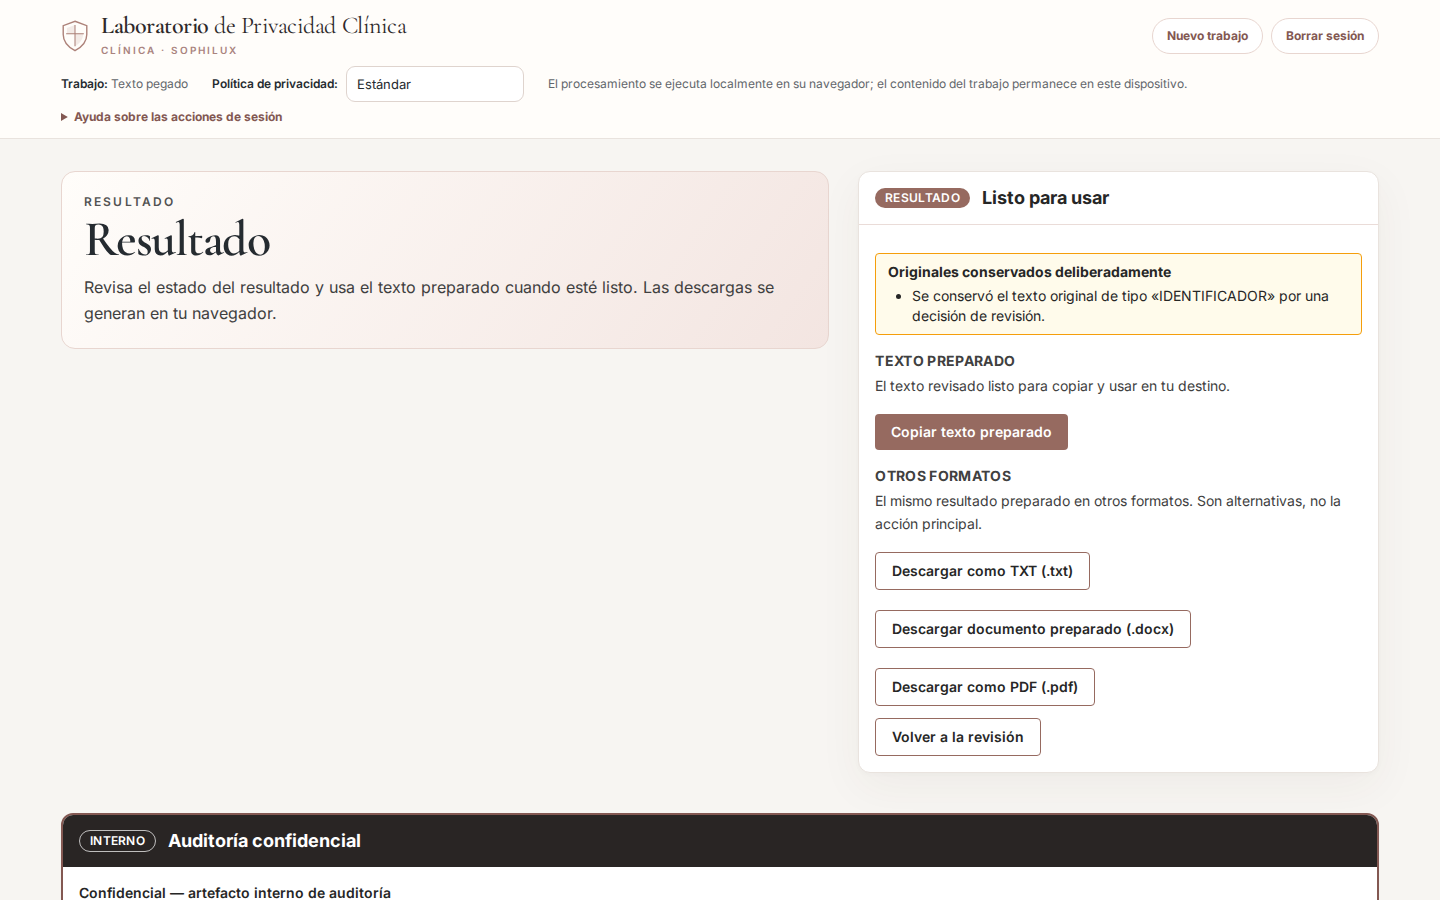 Laboratorio de Privacidad Clínica
CLÍNICA · SOPHILUX
Nuevo trabajo
Borrar sesión
Trabajo: Texto pegado
Política de privacidad: Estándar
El procesamiento se ejecuta localmente en su navegador; el contenido del trabajo permanece en este dispositivo.
Ayuda sobre las acciones de sesión
RESULTADO
Resultado
Revisa el estado del resultado y usa el texto preparado cuando esté listo. Las descargas se
generan en tu navegador.
RESULTADO Listo para usar
Originales conservados deliberadamente
Se conservó el texto original de tipo «IDENTIFICADOR» por una
decisión de revisión.
TEXTO PREPARADO
El texto revisado listo para copiar y usar en tu destino.
Copiar texto preparado
OTROS FORMATOS
El mismo resultado preparado en otros formatos. Son alternativas, no la
acción principal.
Descargar como TXT (.txt)
Descargar documento preparado (.docx)
Descargar como PDF (.pdf)
Volver a la revisión
INTERNO Auditoría confidencial
Confidencial — artefacto interno de auditoría